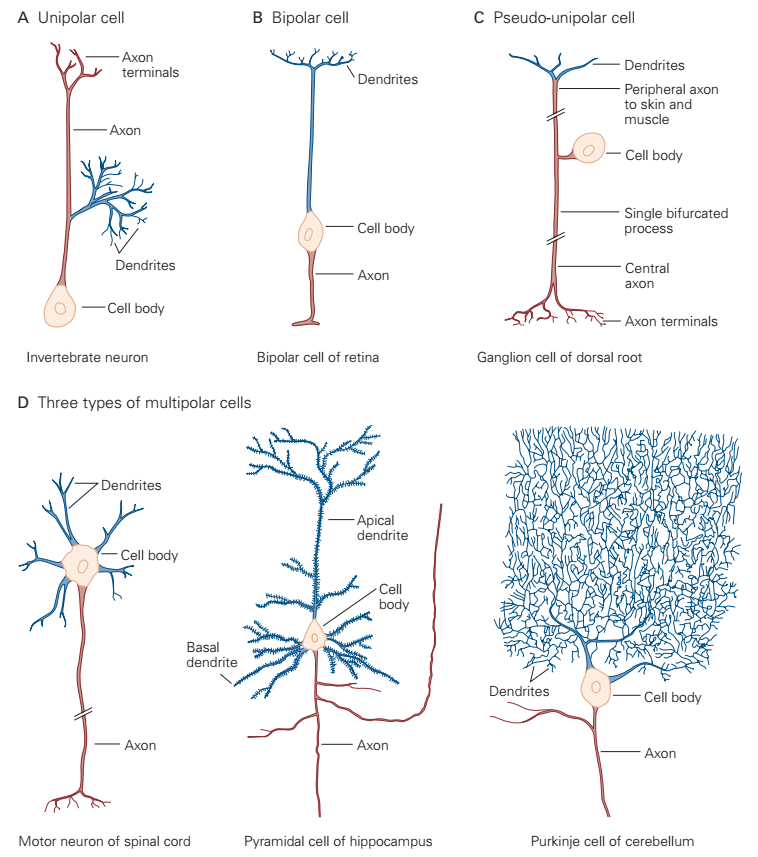 A Unipolar cell
Axon
terminals
Axon
Dendrites
Cell body
Invertebrate neuron
B Bipolar cell
Dendrites
Cell body
Axon
Bipolar cell of retina
C Pseudo-unipolar cell
Dendrites
Peripheral axon
to skin and
muscle
Cell body
Single bifurcated
process
Central
axon
Axon terminals
Ganglion cell of dorsal root
D Three types of multipolar cells
Dendrites
Cell body
Axon
Motor neuron of spinal cord
Apical
dendrite
Cell
body
Basal
dendrite
Axon
Pyramidal cell of hippocampus
Dendrites
Cell body
Axon
Purkinje cell of cerebellum